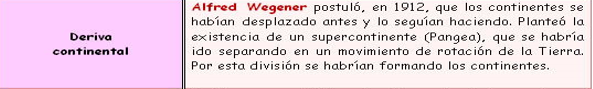 Deriva
continental
Alfred Wegener postuló, en 1912, que los continentes se
habían desplazado antes y lo seguían haciendo. Planteó la
existencia de un supercontinente (Pangea), que se habría
ido separando en un movimiento de rotación de la Tierra.
Por esta división se habrían formando los continentes.